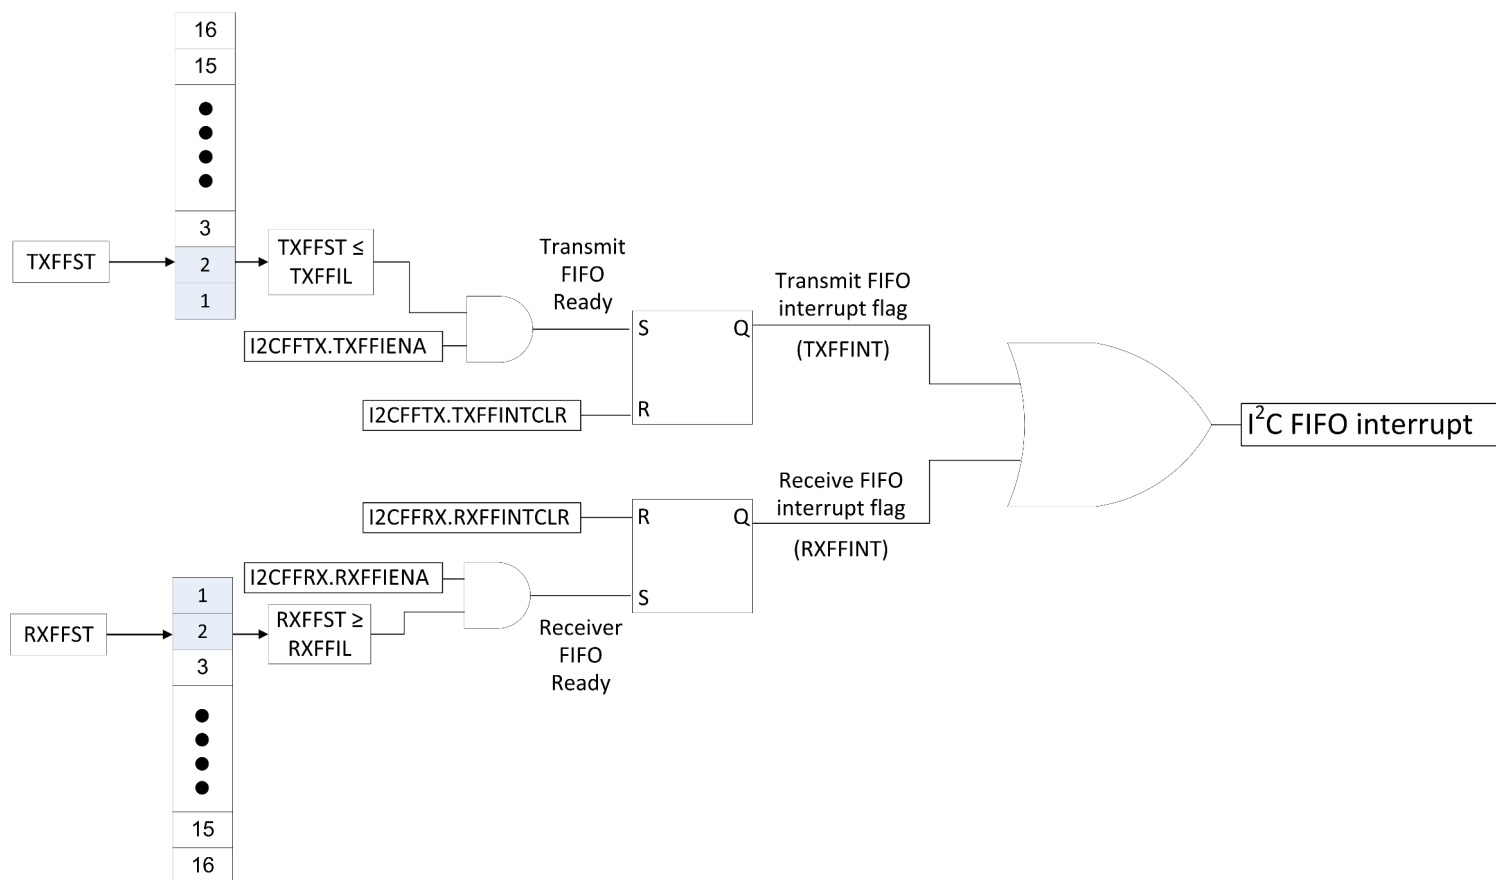 16
15
3
2
1
TXFFST
TXFFST ≤
TXFFIL
I2CFFTX.TXFFIENA
Transmit
FIFO
Ready
I2CFFTX.TXFFINTCLR
S
Q
R
Transmit FIFO
interrupt flag
(TXFFINT)
I²C FIFO interrupt
Receive FIFO
interrupt flag
(RXFFINT)
I2CFFRX.RXFFINTCLR
R
Q
S
I2CFFRX.RXFFIENA
RXFFST ≥
RXFFIL
Receiver
FIFO
Ready
RXFFST
1
2
3
15
16